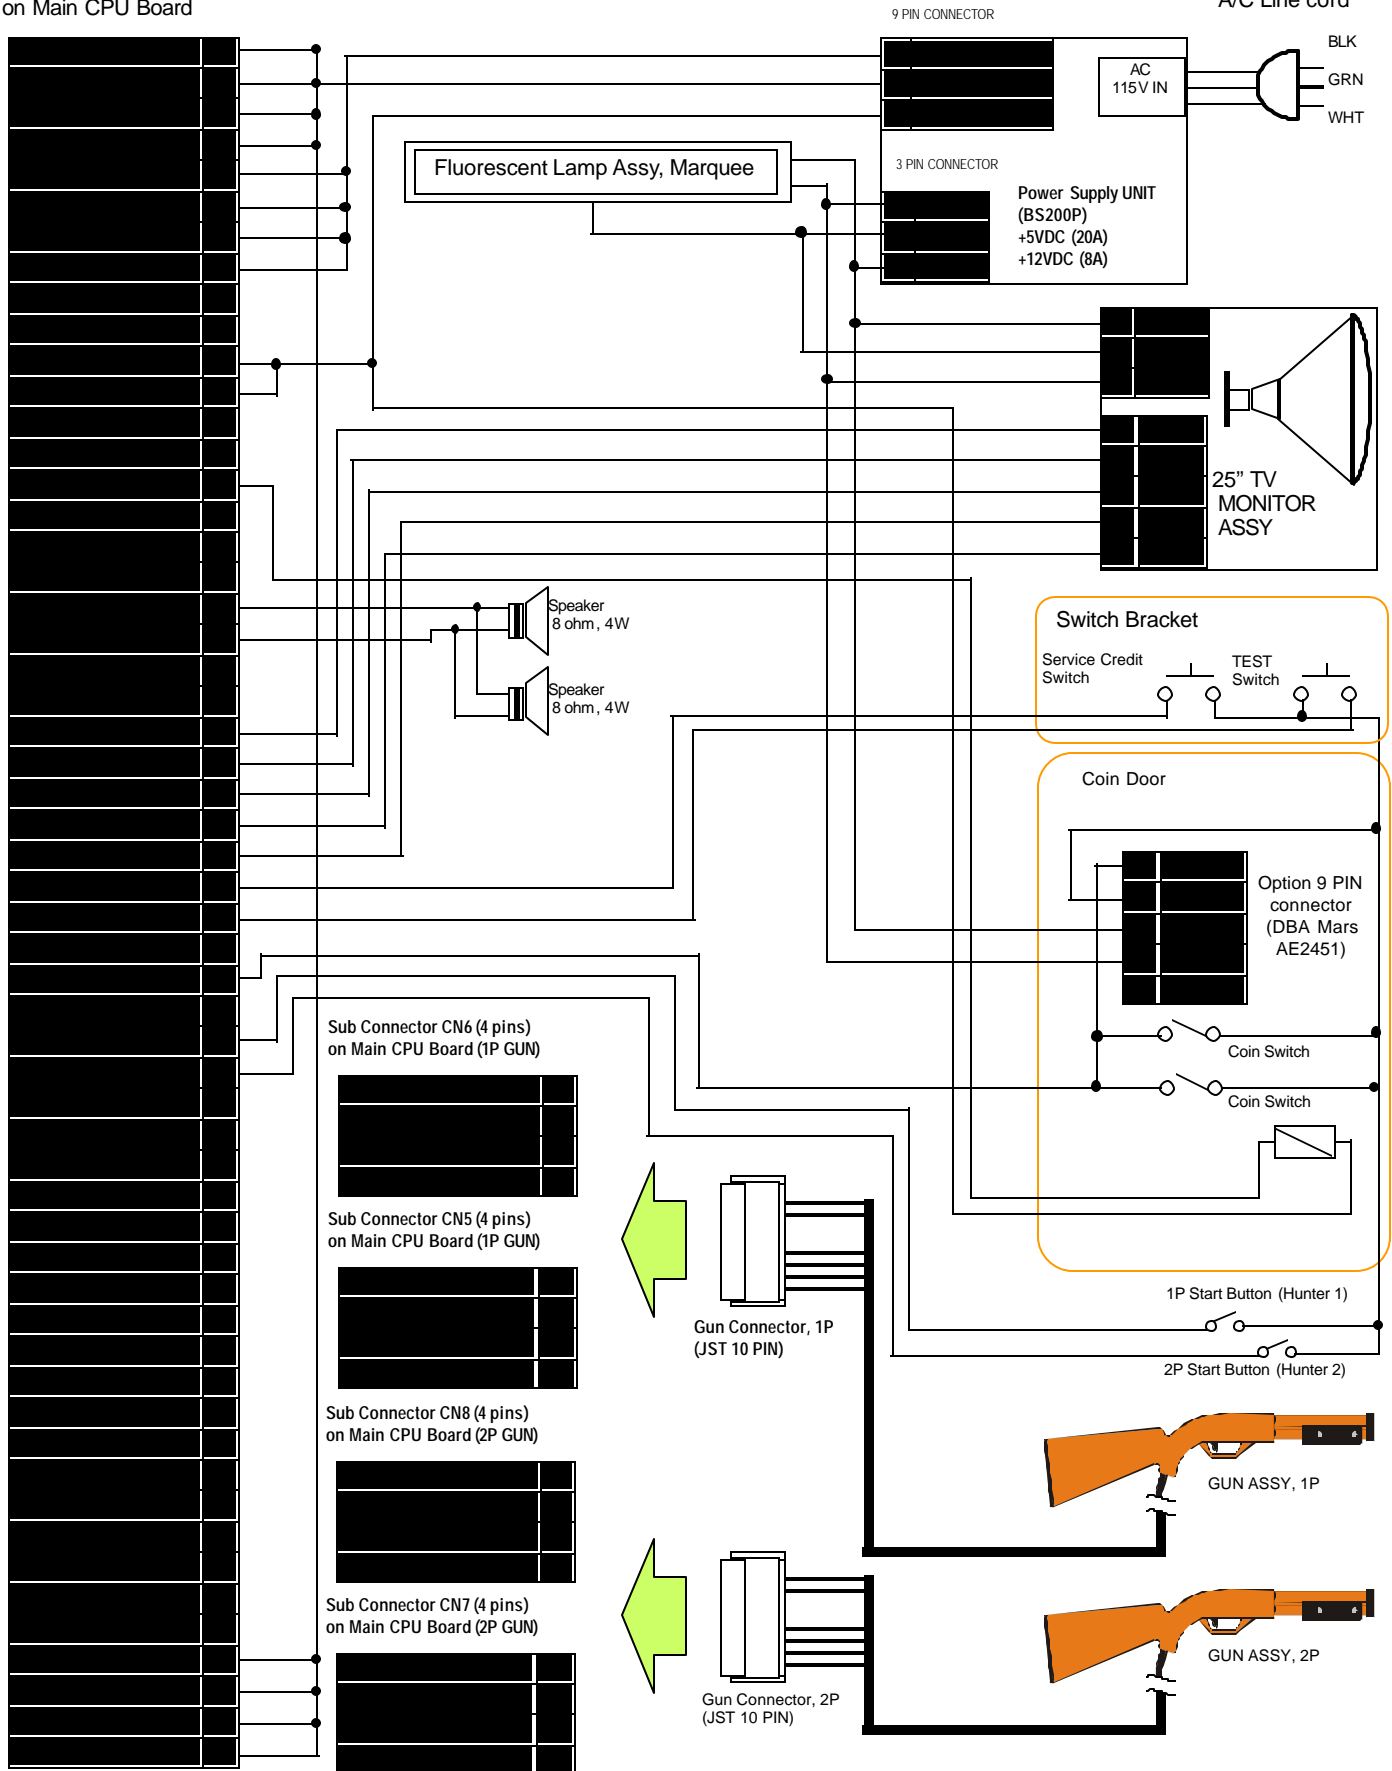 on Main CPU Board
A/C Line cord
9 PIN CONNECTOR
BLK
AC
115V IN
GRN
WHT
Fluorescent Lamp Assy, Marquee
3 PIN CONNECTOR
Power Supply UNIT
(BS200P)
+5VDC (20A)
+12VDC (8A)
25” TV
MONITOR
ASSY
Speaker
8 ohm, 4W
Switch Bracket
Service Credit
Switch
TEST
Switch
Speaker
8 ohm, 4W
Coin Door
Option 9 PIN
connector
(DBA Mars
AE2451)
Sub Connector CN6 (4 pins)
on Main CPU Board (1P GUN)
Coin Switch
Coin Switch
Sub Connector CN5 (4 pins)
on Main CPU Board (1P GUN)
1P Start Button (Hunter 1)
Gun Connector, 1P
(JST 10 PIN)
2P Start Button (Hunter 2)
Sub Connector CN8 (4 pins)
on Main CPU Board (2P GUN)
GUN ASSY, 1P
Sub Connector CN7 (4 pins)
on Main CPU Board (2P GUN)
GUN ASSY, 2P
Gun Connector, 2P
(JST 10 PIN)